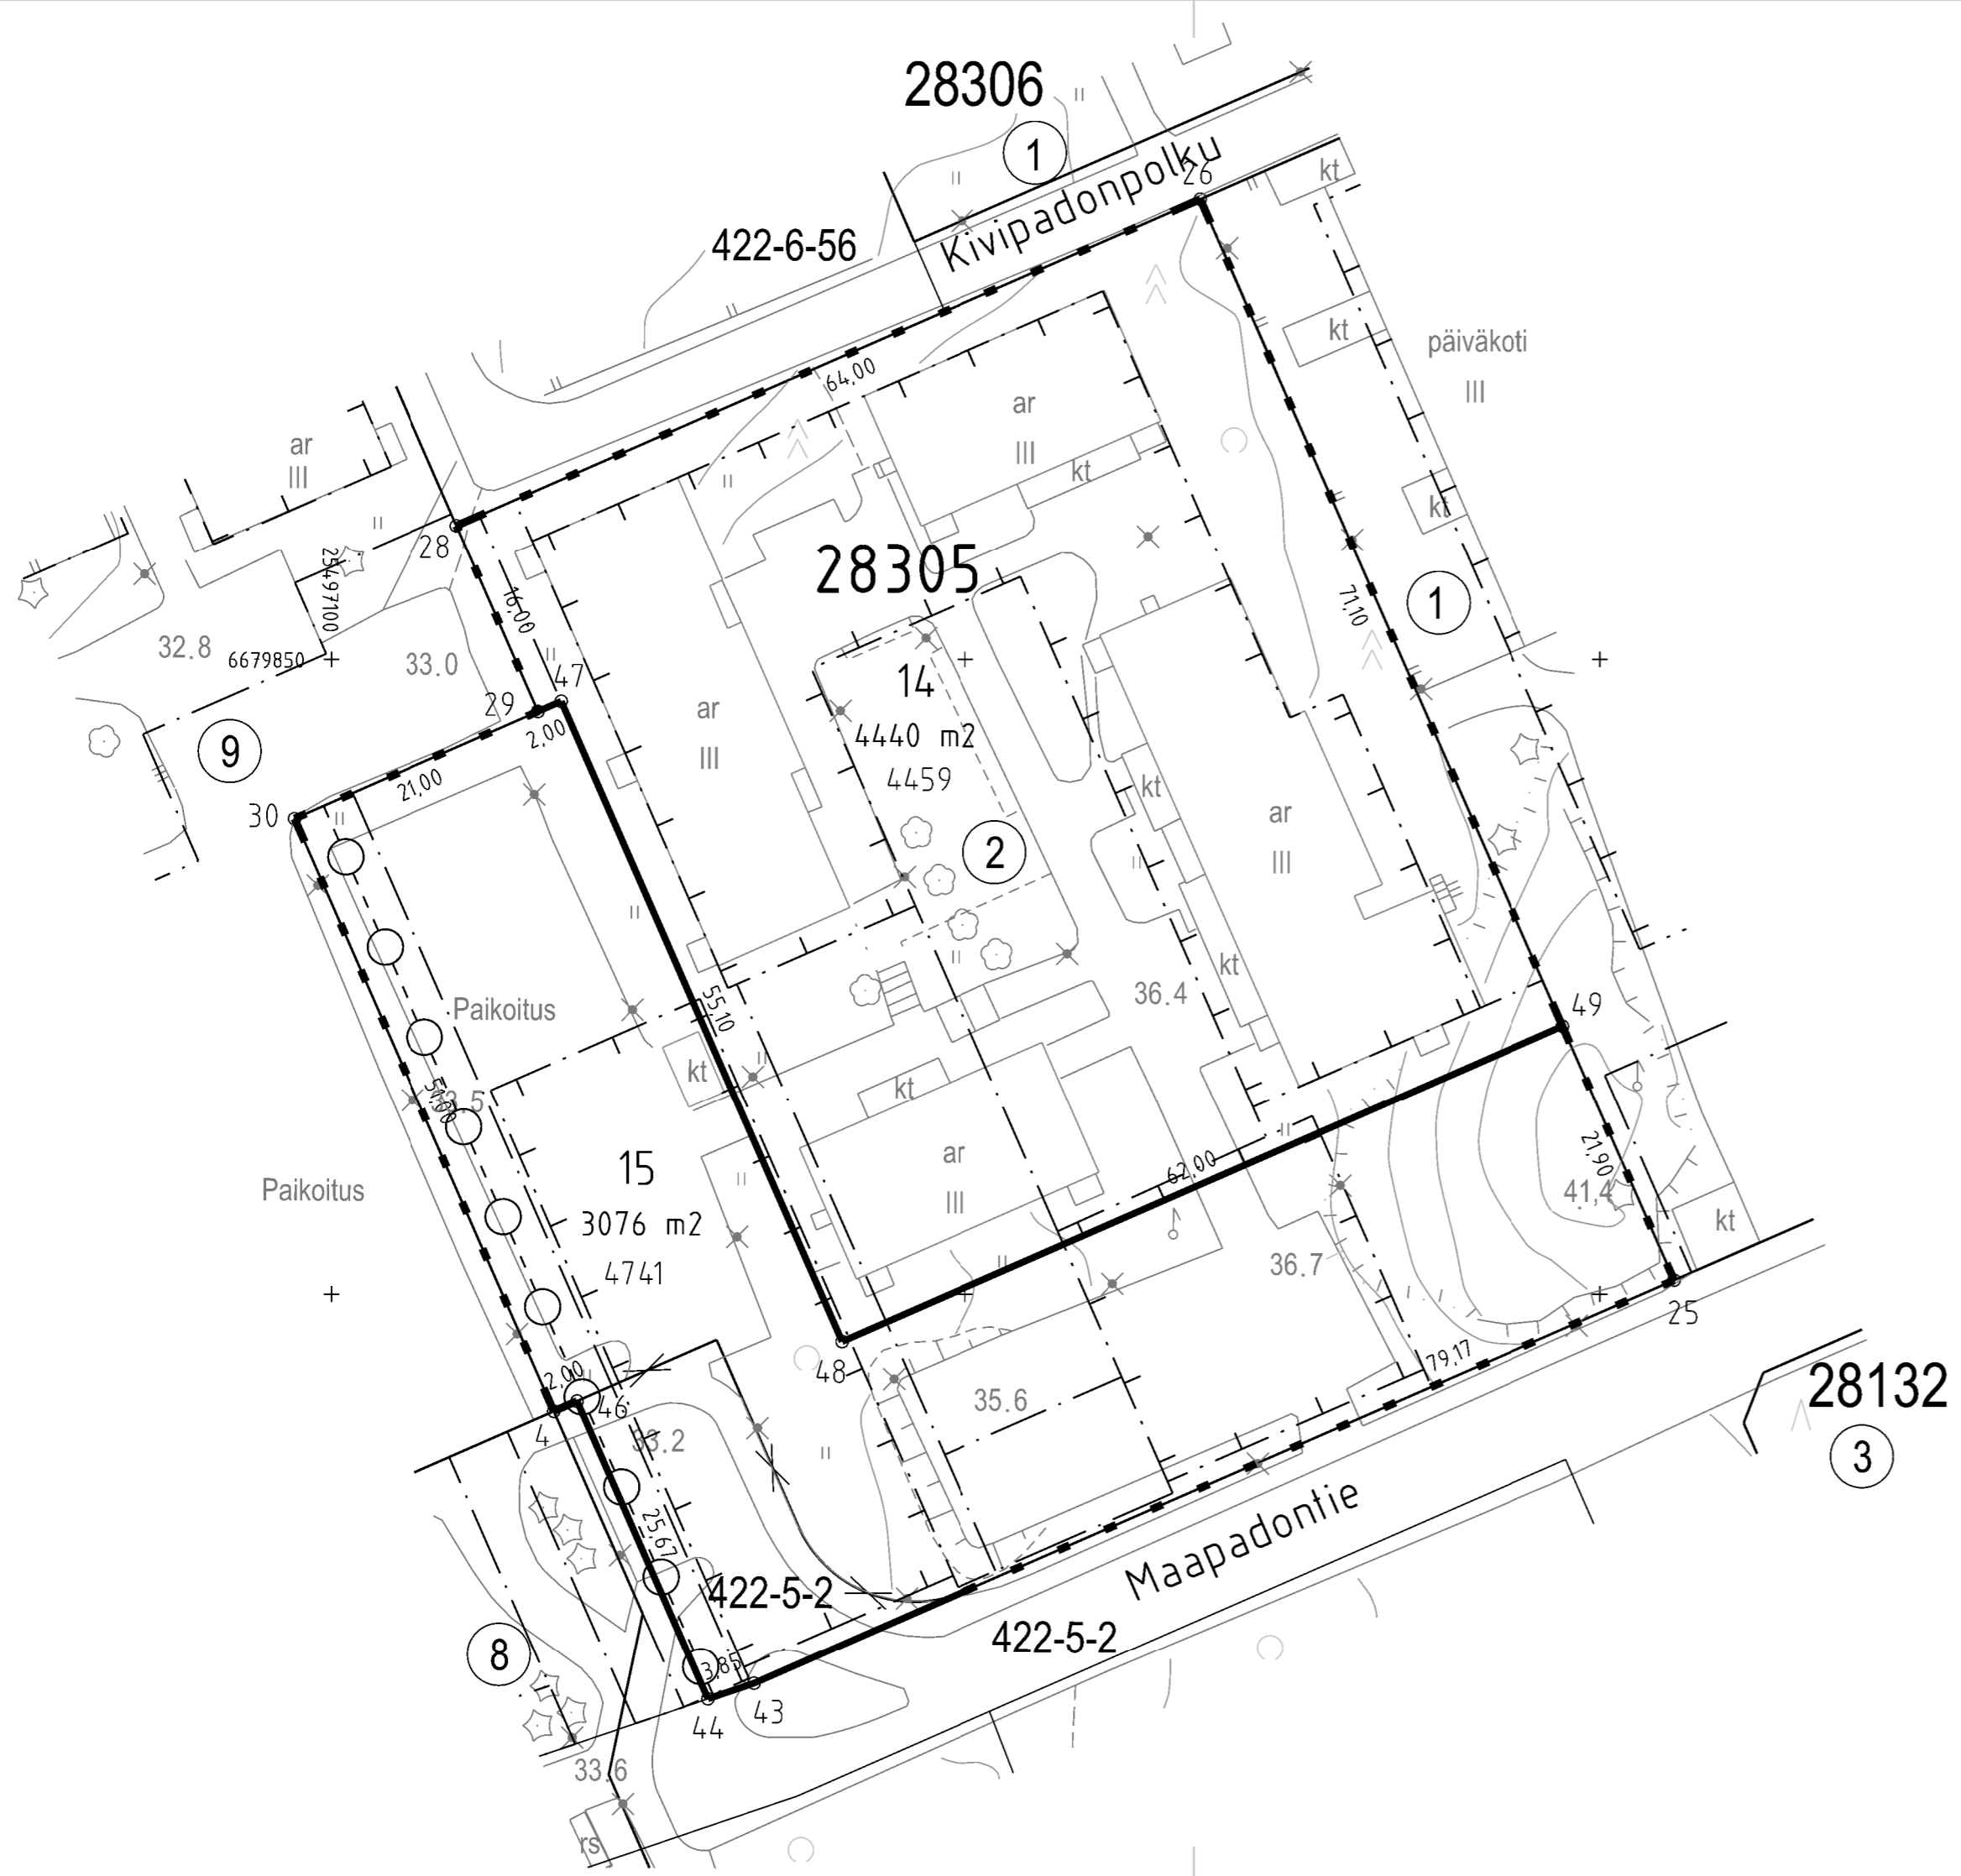 28306
1
Kivipadonpolku
26
kt
422-6-56
kt
päiväkoti
III
64,00
ar
III
ar
III
kt
kt
28
28305
16,00
25497100
71,10
1
32.8
6679850
33.0
47
29
2,00
14
4440 m2
4459
ar
III
9
21,00
30
kt
ar
III
2
Paikoitus
55,10
36.4
kt
49
kt
kt
33.5
ar
III
62,00
21,90
41,4
kt
Paikoitus
15
3076 m2
4741
36.7
25
48
79,17
28132
3
2,00
46
4
35.6
33.2
25,67
Maapadontie
422-5-2
422-5-2
8
3,85
43
44
33.6
rs